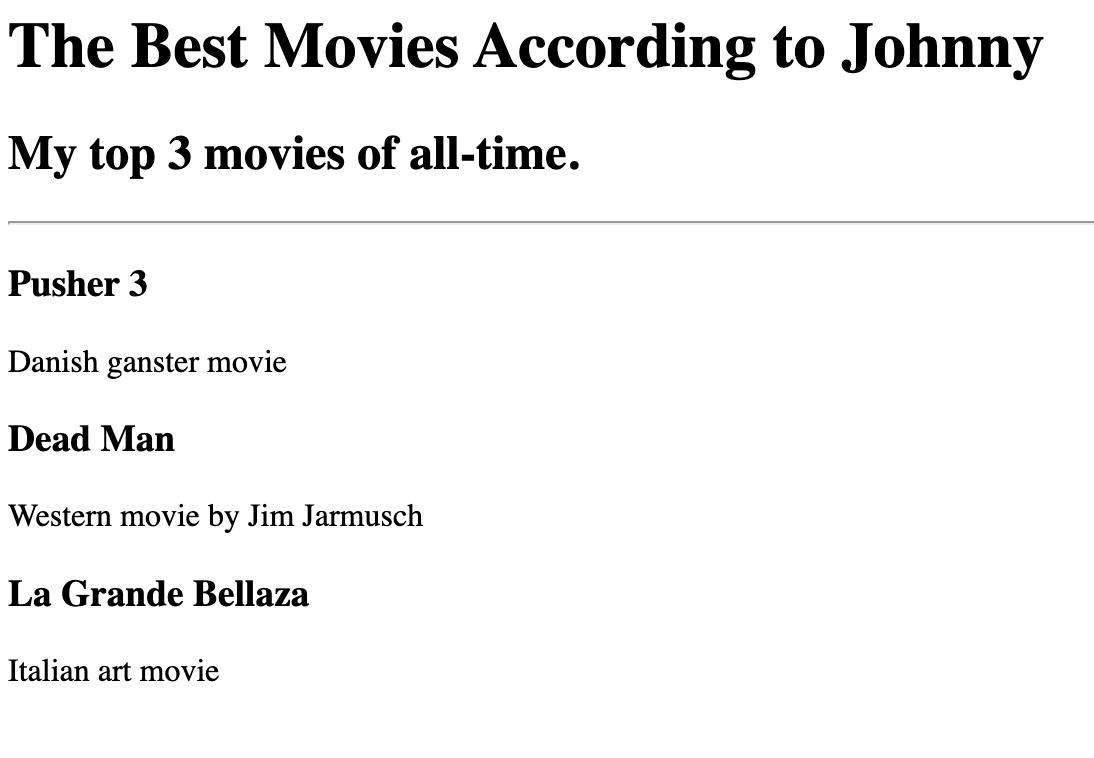 The Best Movies According to Johnny
My top 3 movies of all-time.
Pusher 3
Danish ganster movie
Dead Man
Western movie by Jim Jarmusch
La Grande Bellaza
Italian art movie